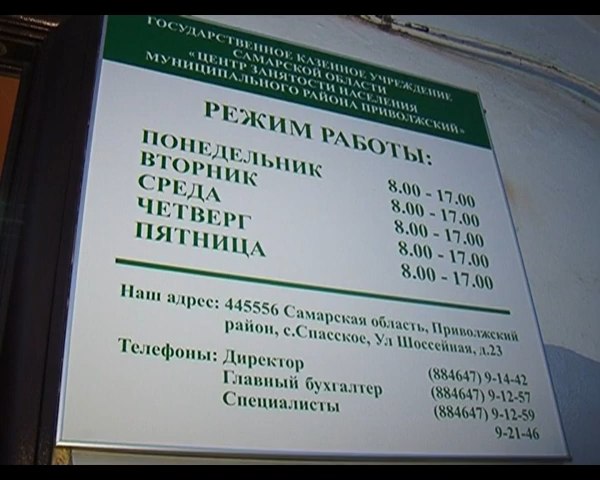 ГОСУДАРСТВЕННОЕ КАЗЕННОЕ УЧРЕЖДЕНИЕ
САМАРСКОЙ ОБЛАСТИ
«ЦЕНТР ЗАНЯТОСТИ НАСЕЛЕНИЯ
МУНИЦИПАЛЬНОГО РАЙОНА ПРИВОЛЖСКИЙ»
РЕЖИМ РАБОТЫ:
ПОНЕДЕЛЬНИК 8.00 - 17.00
ВТОРНИК 8.00 - 17.00
СРЕДА 8.00 - 17.00
ЧЕТВЕРГ 8.00 - 17.00
ПЯТНИЦА 8.00 - 17.00
Наш адрес: 445556 Самарская область, Приволжский
район, с.Спасское, Ул Шоссейная, д.23
Телефоны: Директор (884647) 9-14-42
Главный бухгалтер (884647) 9-12-57
Специалисты (884647) 9-12-59
9-21-46